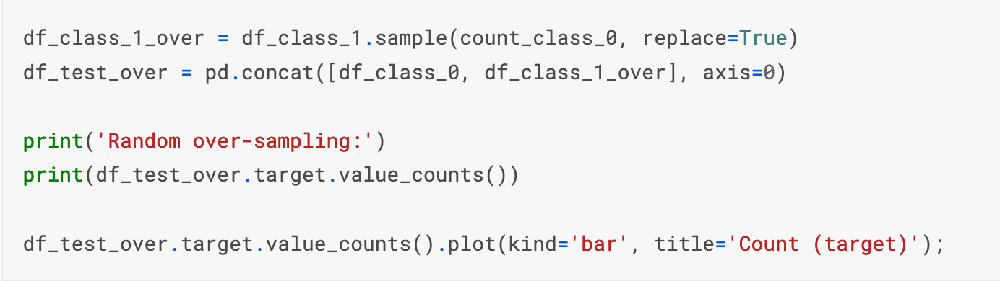 df_class_1_over = df_class_1.sample(count_class_0, replace=True)
df_test_over = pd.concat([df_class_0, df_class_1_over], axis=0)
print('Random over-sampling:')
print(df_test_over.target.value_counts())
df_test_over.target.value_counts().plot(kind='bar', title='Count (target)');